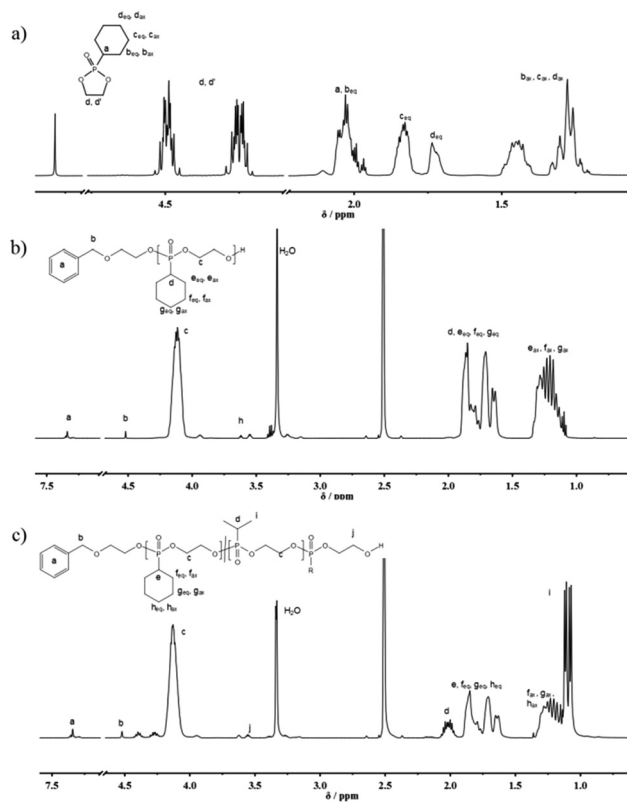 a)
d_eq, d_ax
c_eq, c_ax
a
b_eq, b_ax
O
P
O
O
d, d'
d, d'
a, b_eq
c_eq
d_eq
b_ax, c_ax, d_ax
4.5
2.0
1.5
δ / ppm
b)
b
a
O
O
O
P
O
O
H
c
d
e_eq, e_ax
f_eq, f_ax
g_eq, g_ax
H₂O
a
b
c
h
d, e_eq, f_eq, g_eq
e_ax, f_ax, g_ax
7.5
4.5
4.0
3.5
3.0
2.5
2.0
1.5
1.0
δ / ppm
c)
b
a
O
O
O
P
O
O
c
e
f_eq, f_ax
g_eq, g_ax
h_eq, h_ax
d
i
P
O
O
O
c
O
P
R
O
j
O
H
H₂O
a
b
c
j
d
e, f_eq, g_eq, h_eq
f_ax, g_ax,
h_ax
i
7.5
4.5
4.0
3.5
3.0
2.5
2.0
1.5
1.0
δ / ppm